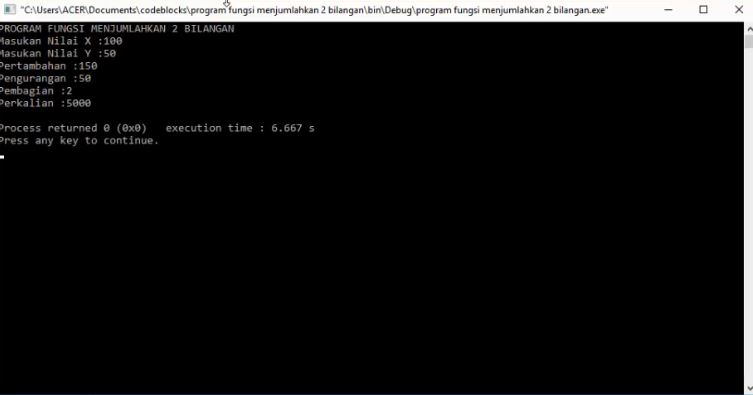 "C:\Users\ACER\Documents\codeblocks\program fungsi menjumlahkan 2 bilangan\bin\Debug\program fungsi menjumlahkan 2 bilangan.exe"
PROGRAM FUNGSI MENJUMLAHKAN 2 BILANGAN
Masukan Nilai X :100
Masukan Nilai Y :50
Pertambahan :150
Pengurangan :50
Pembagian :2
Perkalian :5000
Process returned 0 (0x0)   execution time : 6.667 s
Press any key to continue.